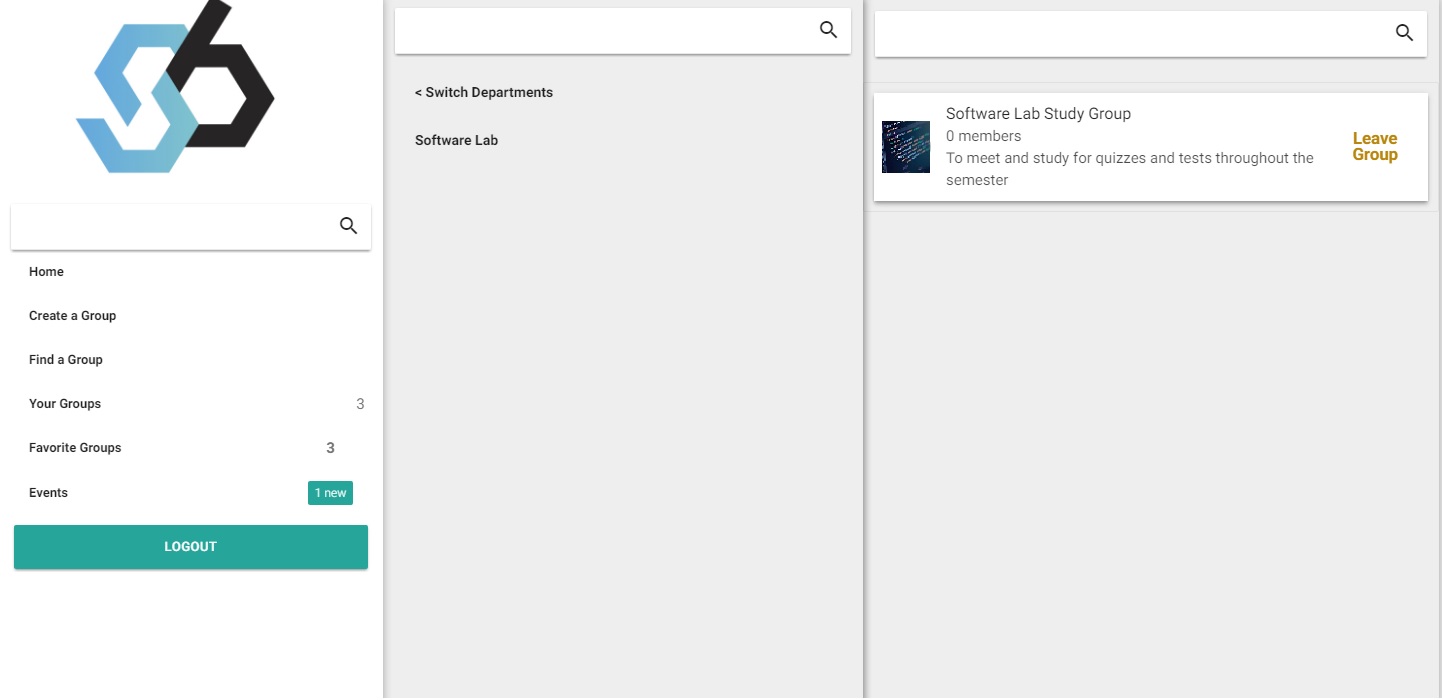 Home
Create a Group
Find a Group
Your Groups 3
Favorite Groups 3
Events 1 new
LOGOUT
< Switch Departments
Software Lab
Software Lab Study Group
0 members
To meet and study for quizzes and tests throughout the
semester
Leave
Group